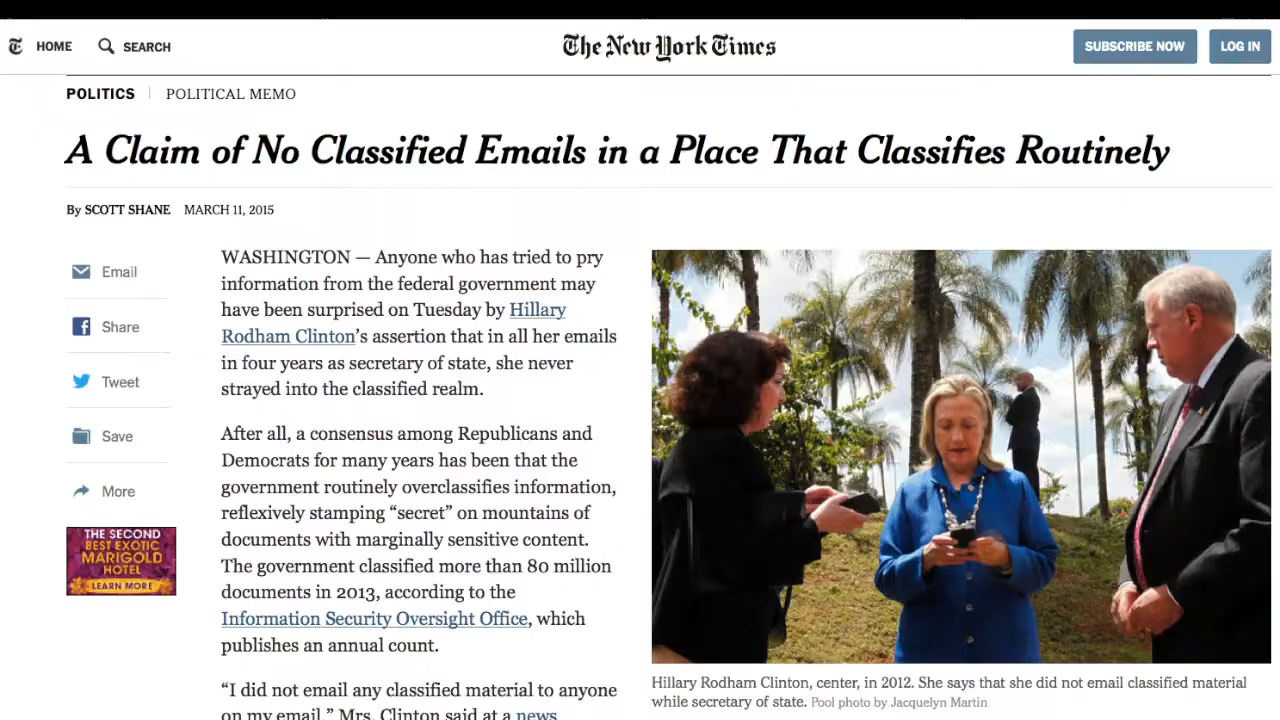 HOME
SEARCH
The New York Times
SUBSCRIBE NOW
LOG IN
POLITICS
POLITICAL MEMO
A Claim of No Classified Emails in a Place That Classifies Routinely
By SCOTT SHANE MARCH 11, 2015
Email
Share
Tweet
Save
More
THE SECOND
BEST EXOTIC
MARIGOLD
HOTEL
LEARN MORE
WASHINGTON — Anyone who has tried to pry
information from the federal government may
have been surprised on Tuesday by Hillary
Rodham Clinton’s assertion that in all her emails
in four years as secretary of state, she never
strayed into the classified realm.
After all, a consensus among Republicans and
Democrats for many years has been that the
government routinely overclassifies information,
reflexively stamping “secret” on mountains of
documents with marginally sensitive content.
The government classified more than 80 million
documents in 2013, according to the
Information Security Oversight Office, which
publishes an annual count.
“I did not email any classified material to anyone
on my email,” Mrs. Clinton said at a news
Hillary Rodham Clinton, center, in 2012. She says that she did not email classified material
while secretary of state. Pool photo by Jacquelyn Martin